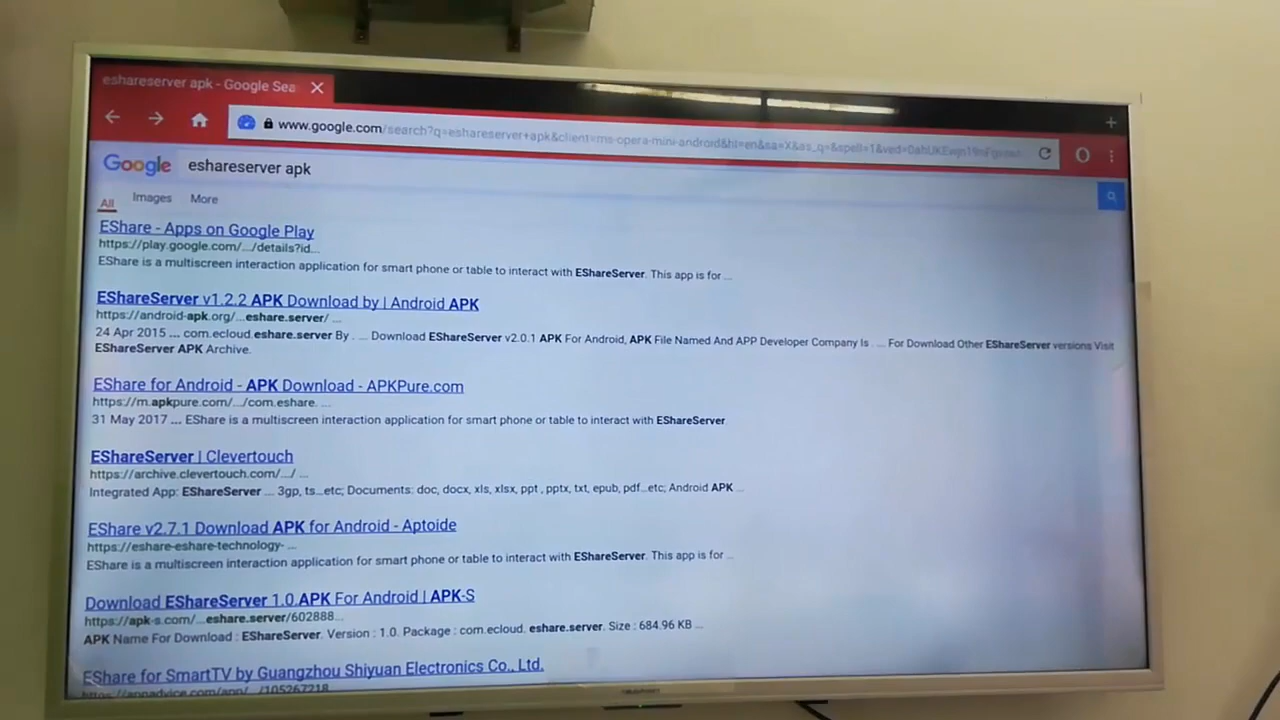 eshareserver apk - Google Sea
www.google.com/search?q=eshareserver+apk&client=ms-opera-mini-android&hl=en&sa=X&as_q=&spell=1&ved=
Google eshareserver apk
All Images More
EShare - Apps on Google Play
https://play.google.com/.../details?id...
EShare is a multiscreen interaction application for smart phone or table to interact with EShareServer. This app is for ...
EShareServer v1.2.2 APK Download by | Android APK
https://android-apk.org/...eshare.server/ ...
24 Apr 2015 ... com.ecloud.eshare.server By . ... Download EShareServer v2.0.1 APK For Android, APK File Named And APP Developer Company Is . ... For Download Other EShareServer versions Visit
EShareServer APK Archive.
EShare for Android - APK Download - APKPure.com
https://m.apkpure.com/.../com.eshare. ...
31 May 2017 ... EShare is a multiscreen interaction application for smart phone or table to interact with EShareServer
EShareServer | Clevertouch
https://archive.clevertouch.com/.../ ...
Integrated App: EShareServer ... 3gp, ts...etc; Documents: doc, docx, xls, xlsx, ppt , pptx, txt, epub, pdf...etc; Android APK ...
EShare v2.7.1 Download APK for Android - Aptoide
https://eshare-eshare-technology- ...
EShare is a multiscreen interaction application for smart phone or table to interact with EShareServer. This app is for ...
Download EShareServer 1.0 APK For Android | APK-S
https://apk-s.com/...eshare.server/602888...
APK Name For Download : EShareServer. Version : 1.0. Package : com.ecloud. eshare.server. Size : 684.96 KB ...
EShare for SmartTV by Guangzhou Shiyuan Electronics Co., Ltd.
https://appadvice.com/app/.../105267218